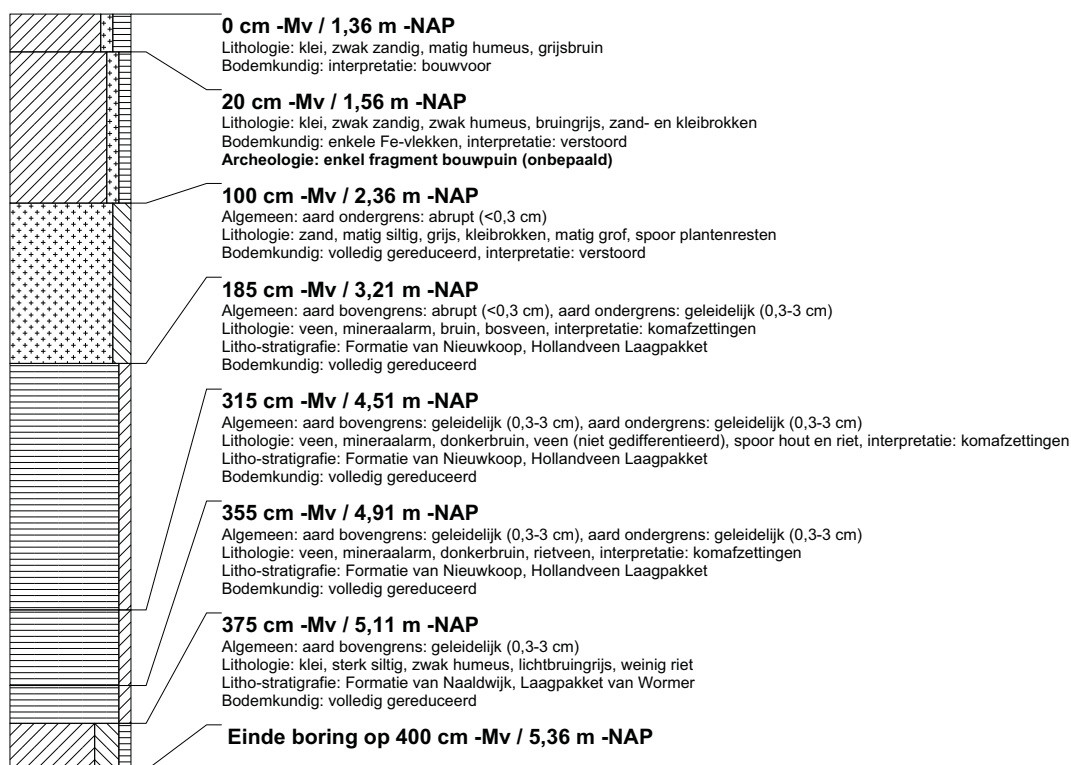 0 cm -Mv / 1,36 m -NAP
Lithologie: klei, zwak zandig, matig humeus, grijsbruin
Bodemkundig: interpretatie: bouwvoor
20 cm -Mv / 1,56 m -NAP
Lithologie: klei, zwak zandig, zwak humeus, bruingrijs, zand- en kleibrokken
Bodemkundig: enkele Fe-vlekken, interpretatie: verstoord
Archeologie: enkel fragment bouwpuin (onbepaald)
100 cm -Mv / 2,36 m -NAP
Algemeen: aard ondergrens: abrupt (<0,3 cm)
Lithologie: zand, matig siltig, grijs, kleibrokken, matig grof, spoor plantenresten
Bodemkundig: volledig gereduceerd, interpretatie: verstoord
185 cm -Mv / 3,21 m -NAP
Algemeen: aard bovengrens: abrupt (<0,3 cm), aard ondergrens: geleidelijk (0,3-3 cm)
Lithologie: veen, mineraalarm, bruin, bosveen, interpretatie: komafzettingen
Litho-stratigrafie: Formatie van Nieuwkoop, Hollandveen Laagpakket
Bodemkundig: volledig gereduceerd
315 cm -Mv / 4,51 m -NAP
Algemeen: aard bovengrens: geleidelijk (0,3-3 cm), aard ondergrens: geleidelijk (0,3-3 cm)
Lithologie: veen, mineraalarm, donkerbruin, veen (niet gedifferentieerd), spoor hout en riet, interpretatie: komafzettingen
Litho-stratigrafie: Formatie van Nieuwkoop, Hollandveen Laagpakket
Bodemkundig: volledig gereduceerd
355 cm -Mv / 4,91 m -NAP
Algemeen: aard bovengrens: geleidelijk (0,3-3 cm), aard ondergrens: geleidelijk (0,3-3 cm)
Lithologie: veen, mineraalarm, donkerbruin, rietveen, interpretatie: komafzettingen
Litho-stratigrafie: Formatie van Nieuwkoop, Hollandveen Laagpakket
Bodemkundig: volledig gereduceerd
375 cm -Mv / 5,11 m -NAP
Algemeen: aard bovengrens: geleidelijk (0,3-3 cm)
Lithologie: klei, sterk siltig, zwak humeus, lichtbruingrijs, weinig riet
Litho-stratigrafie: Formatie van Naaldwijk, Laagpakket van Wormer
Bodemkundig: volledig gereduceerd
Einde boring op 400 cm -Mv / 5,36 m -NAP